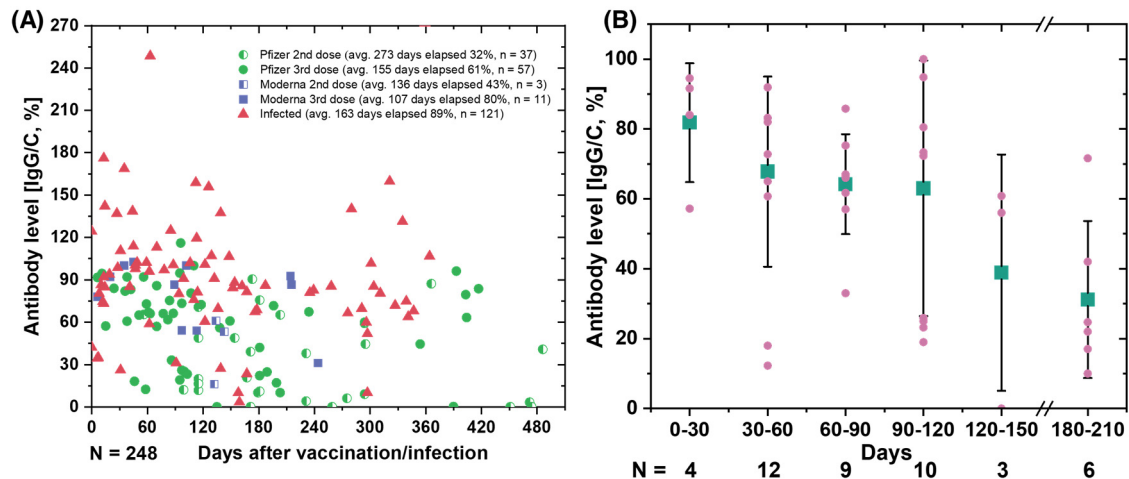 (A)
Antibody level [IgG/C, %]
270
240
210
180
150
120
90
60
30
0
Pfizer 2nd dose (avg. 273 days elapsed 32%, n = 37)
Pfizer 3rd dose (avg. 155 days elapsed 61%, n = 57)
Moderna 2nd dose (avg. 136 days elapsed 43%, n = 3)
Moderna 3rd dose (avg. 107 days elapsed 80%, n = 11)
Infected (avg. 163 days elapsed 89%, n = 121)
0 60 120 180 240 300 360 420 480
N = 248 Days after vaccination/infection
(B)
Antibody level [IgG/C, %]
100
80
60
40
20
0
0-30 30-60 60-90 90-120 120-150 180-210
Days
N = 4 12 9 10 3 6